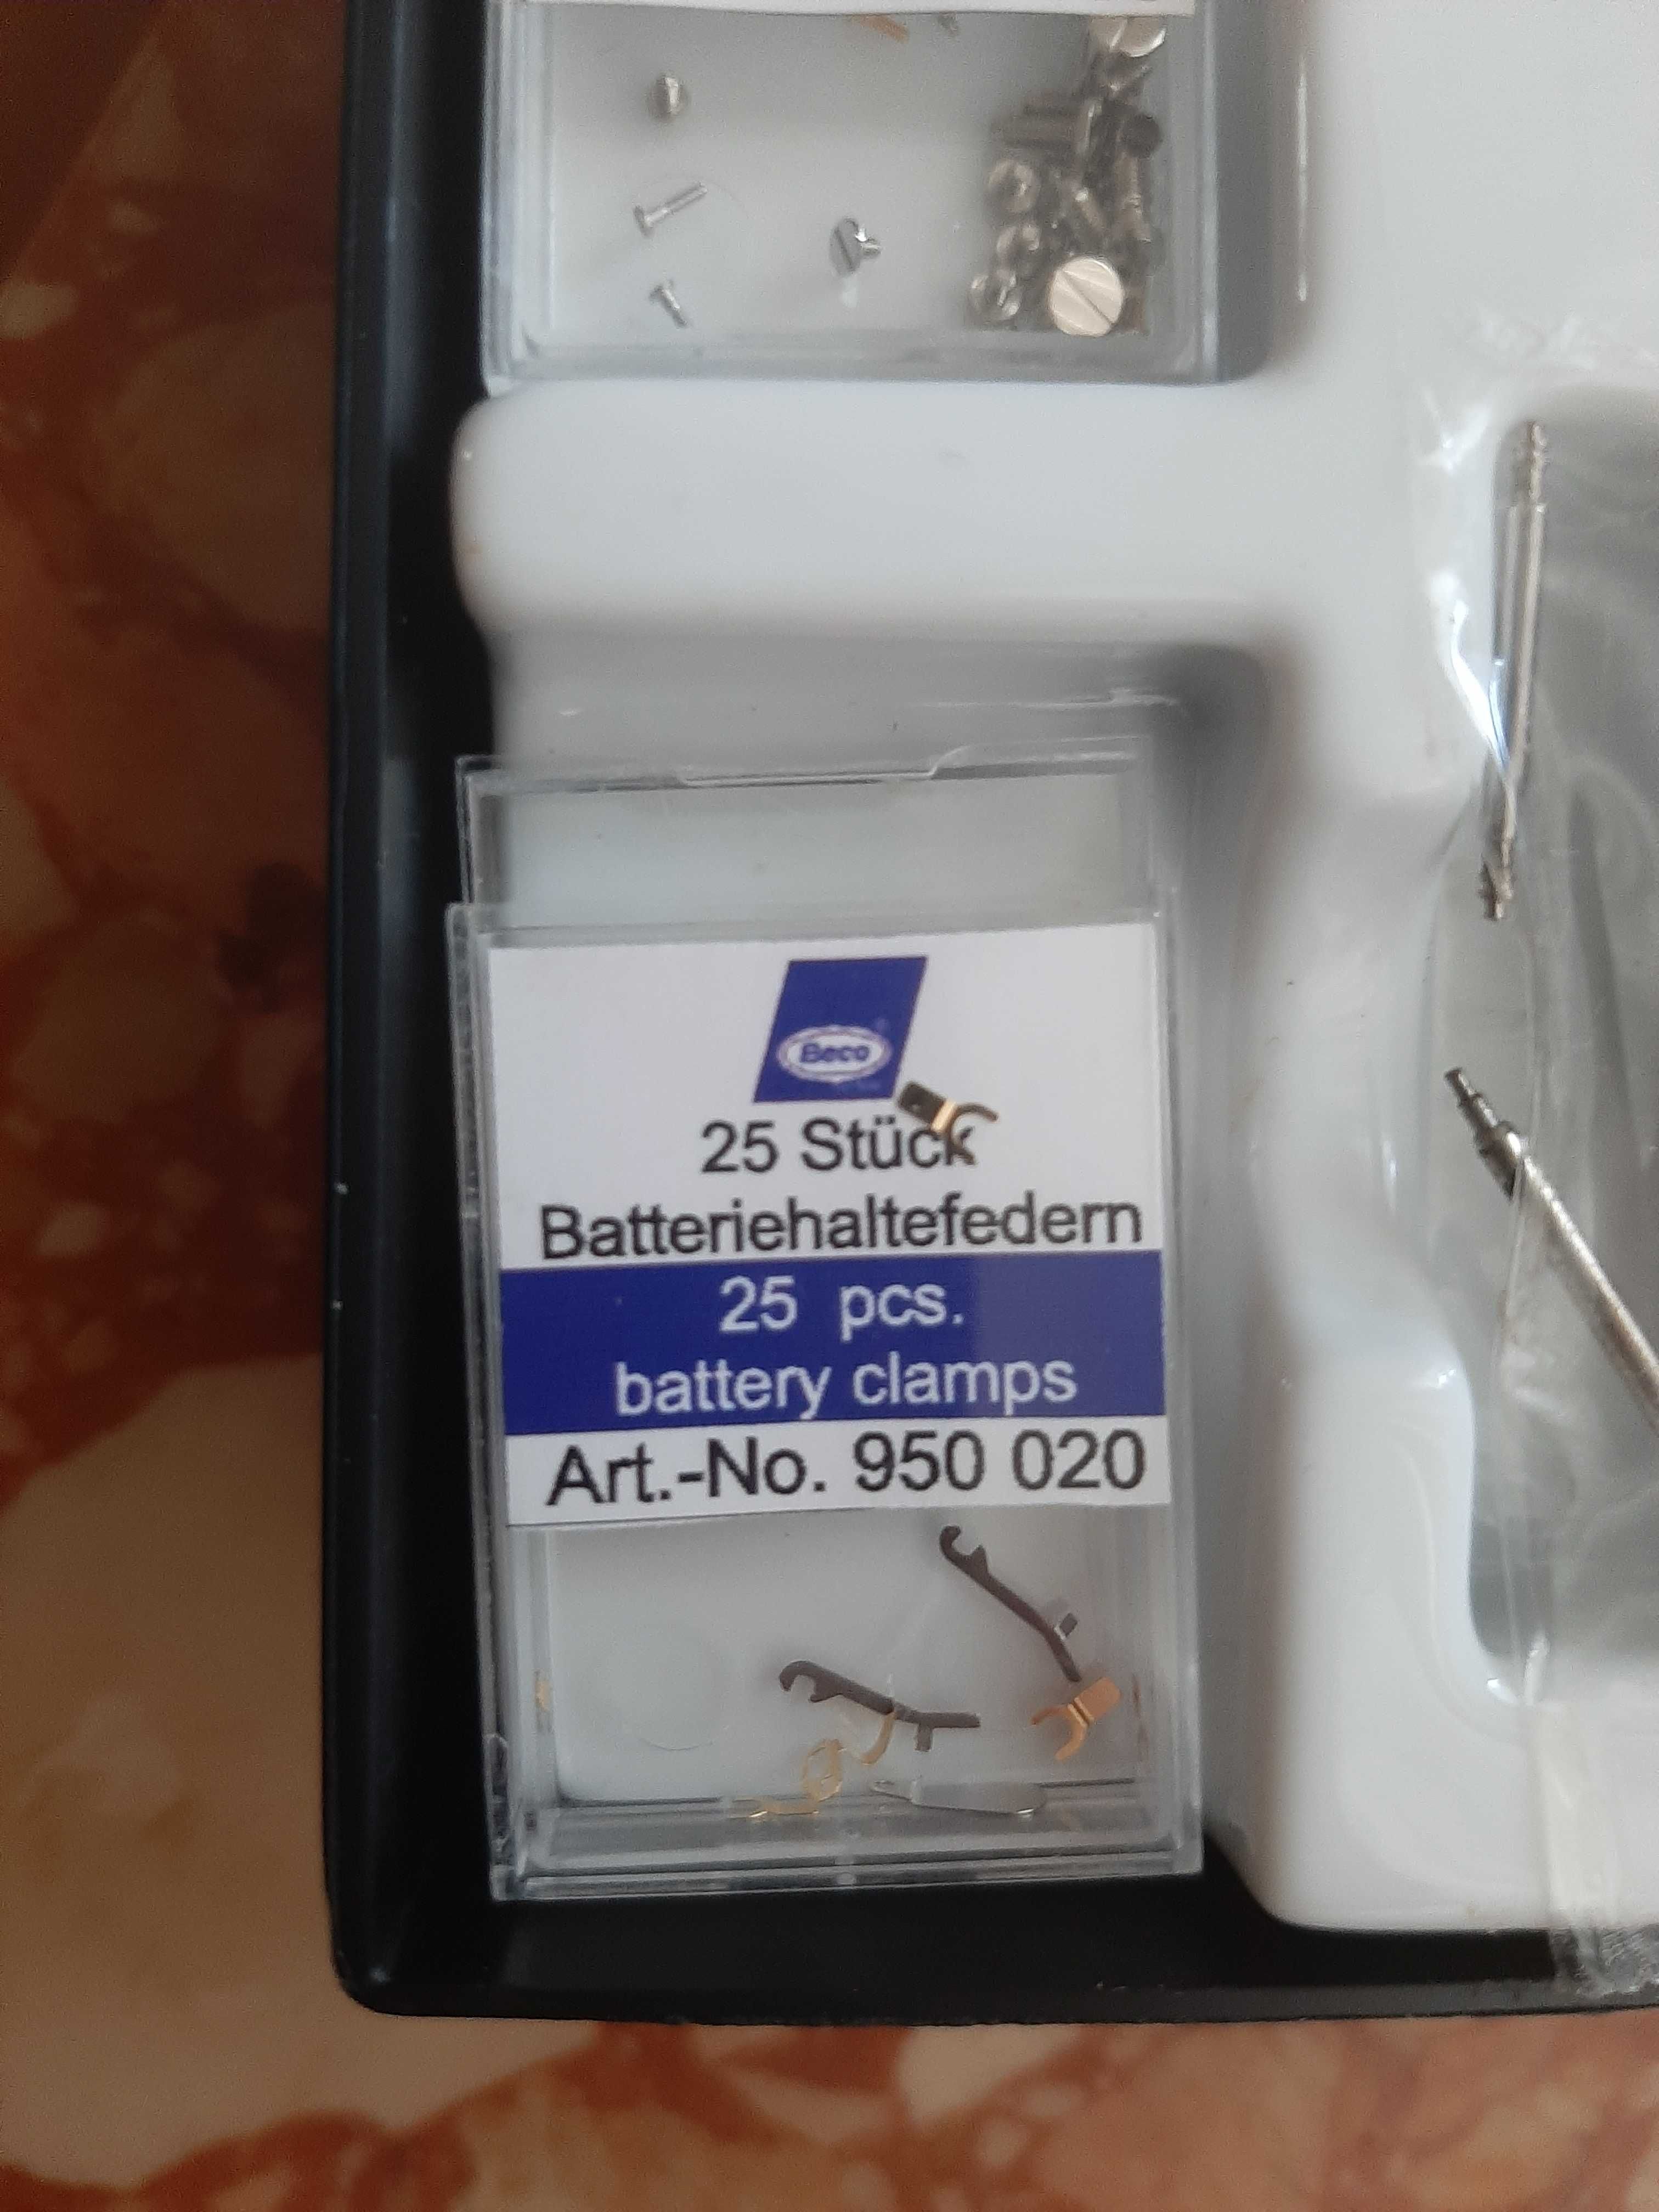 Beco
25 Stück
Batteriehaltefedern
25 pcs.
battery clamps
Art.-No. 950 020